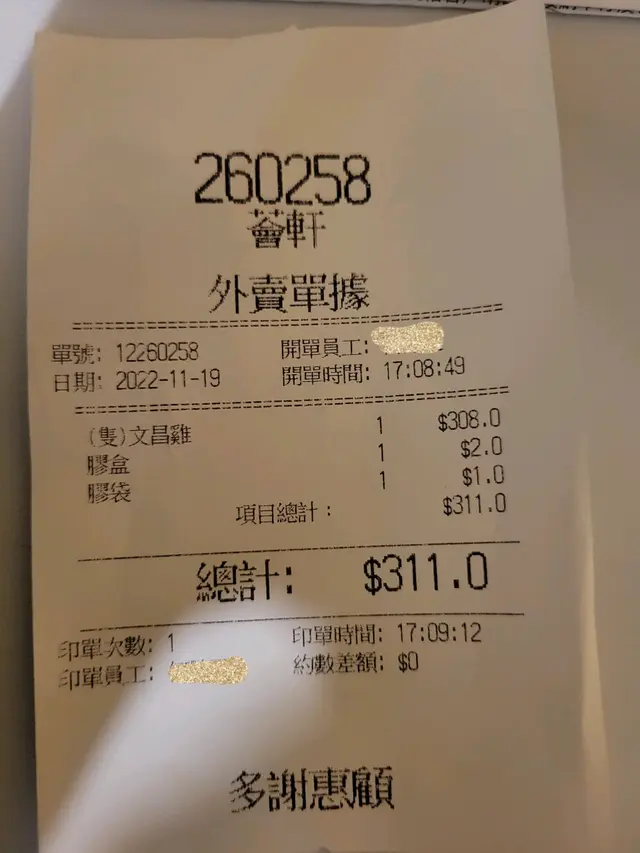 260258
薈軒
外賣單據
單號: 12260258 開單員工:
日期: 2022-11-19 開單時間: 17:08:49
(隻)文昌雞 1 $308.0
膠盒 1 $2.0
膠袋 1 $1.0
項目總計: $311.0
總計: $311.0
印單次數: 1 印單時間: 17:09:12
印單員工: 約數差額: $0
多謝惠顧